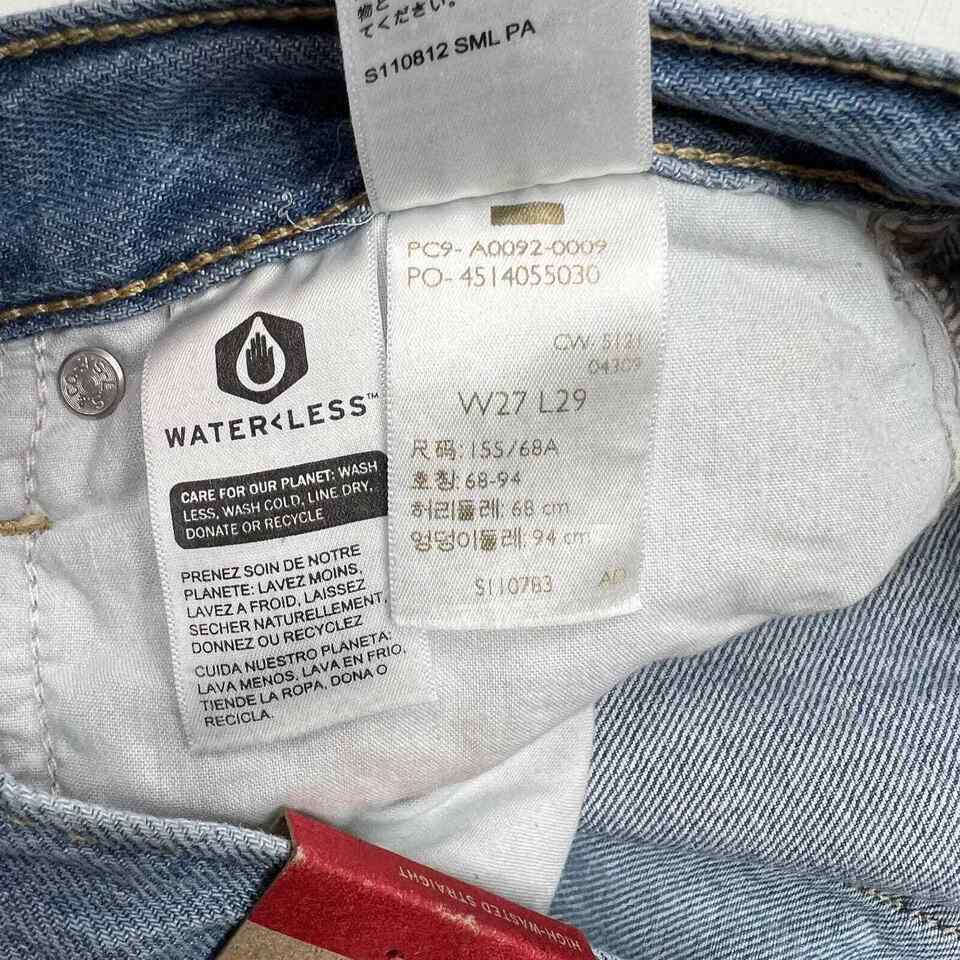 物と
てください。
S110812 SML PA
PC9- A0092-0009
PO- 4514055030
CW. 5121
04309
W27 L29
尺码: 155/68A
호칭: 68-94
허리둘레: 68 cm
엉덩이둘레: 94 cm
S110783 AD
WATER<LESS™
CARE FOR OUR PLANET: WASH
LESS, WASH COLD, LINE DRY,
DONATE OR RECYCLE
PRENEZ SOIN DE NOTRE
PLANETE: LAVEZ MOINS,
LAVEZ A FROID, LAISSEZ
SECHER NATURELLEMENT,
DONNEZ OU RECYCLEZ
CUIDA NUESTRO PLANETA:
LAVA MENOS, LAVA EN FRIO,
TIENDE LA ROPA, DONA O
RECICLA.
HIGH-WAISTED STRAIGHT